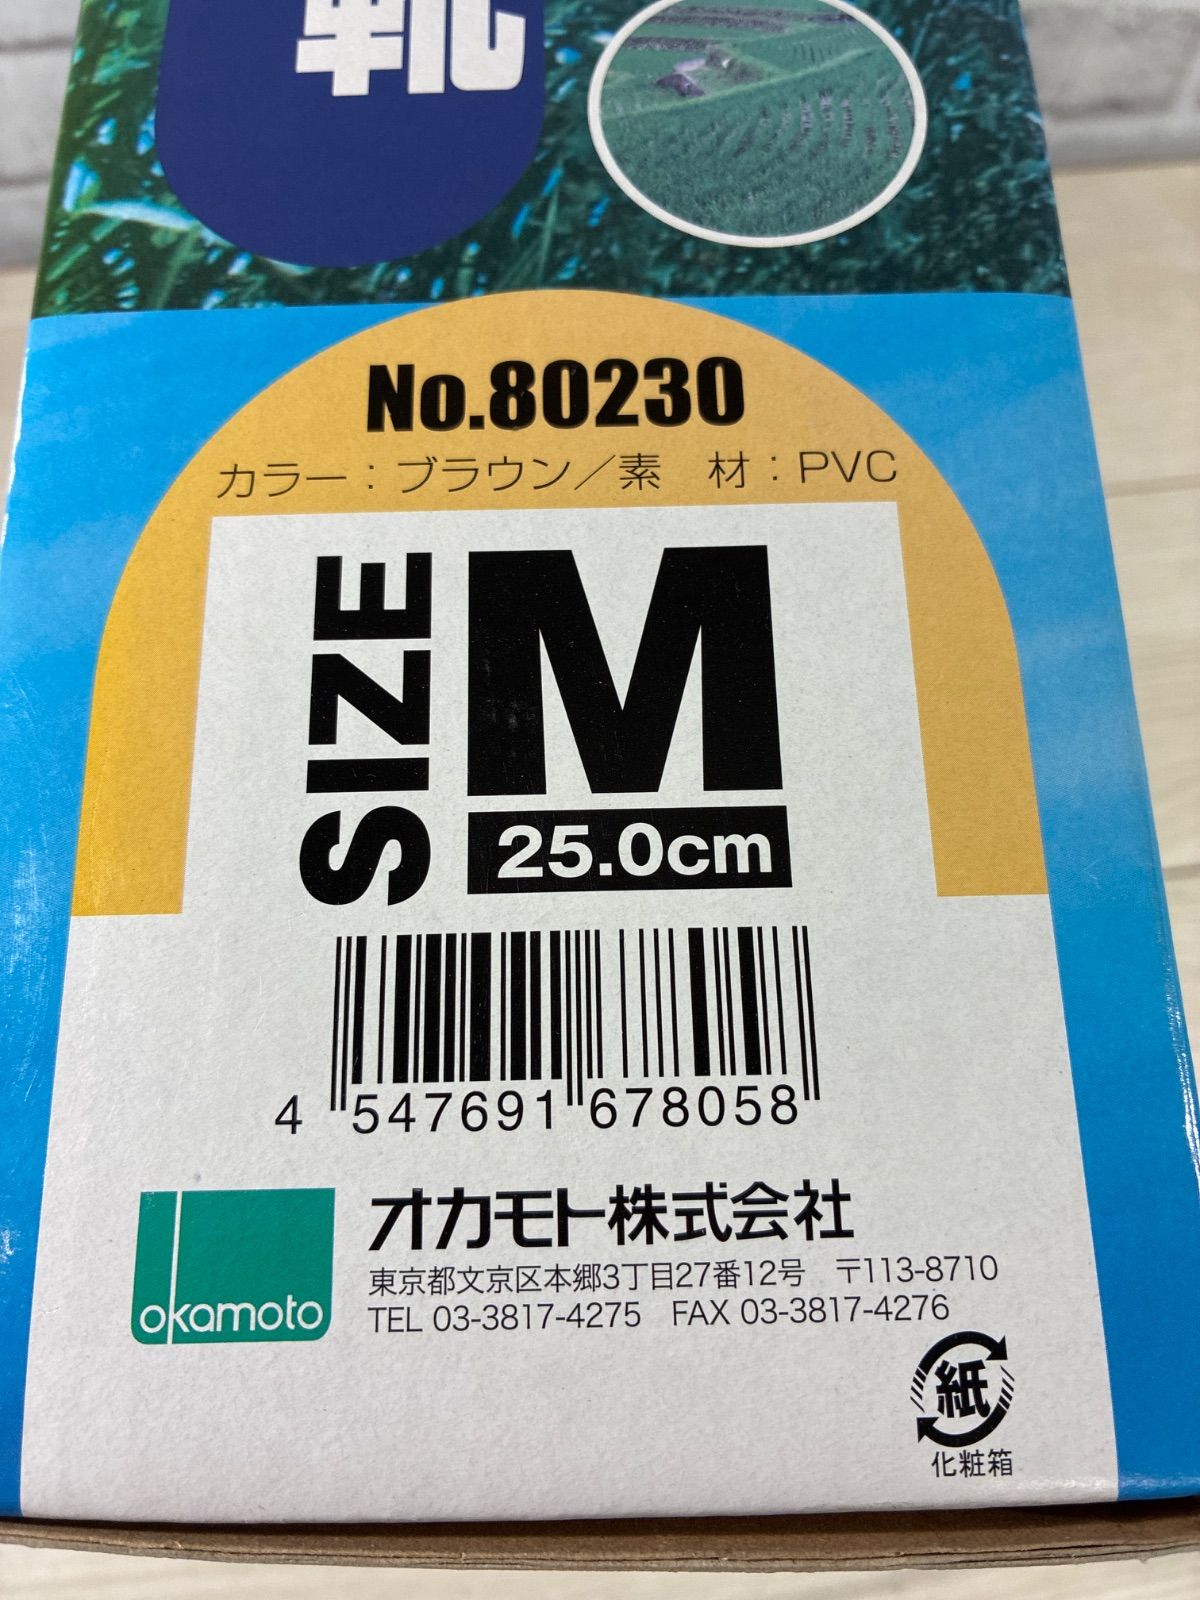 靴
No.80230
カラー：ブラウン／素　材：PVC
SIZE
M
25.0cm
4 547691 678058
オカモト株式会社
okamoto
東京都文京区本郷3丁目27番12号　〒113-8710
TEL 03-3817-4275　FAX 03-3817-4276
紙
化粧箱